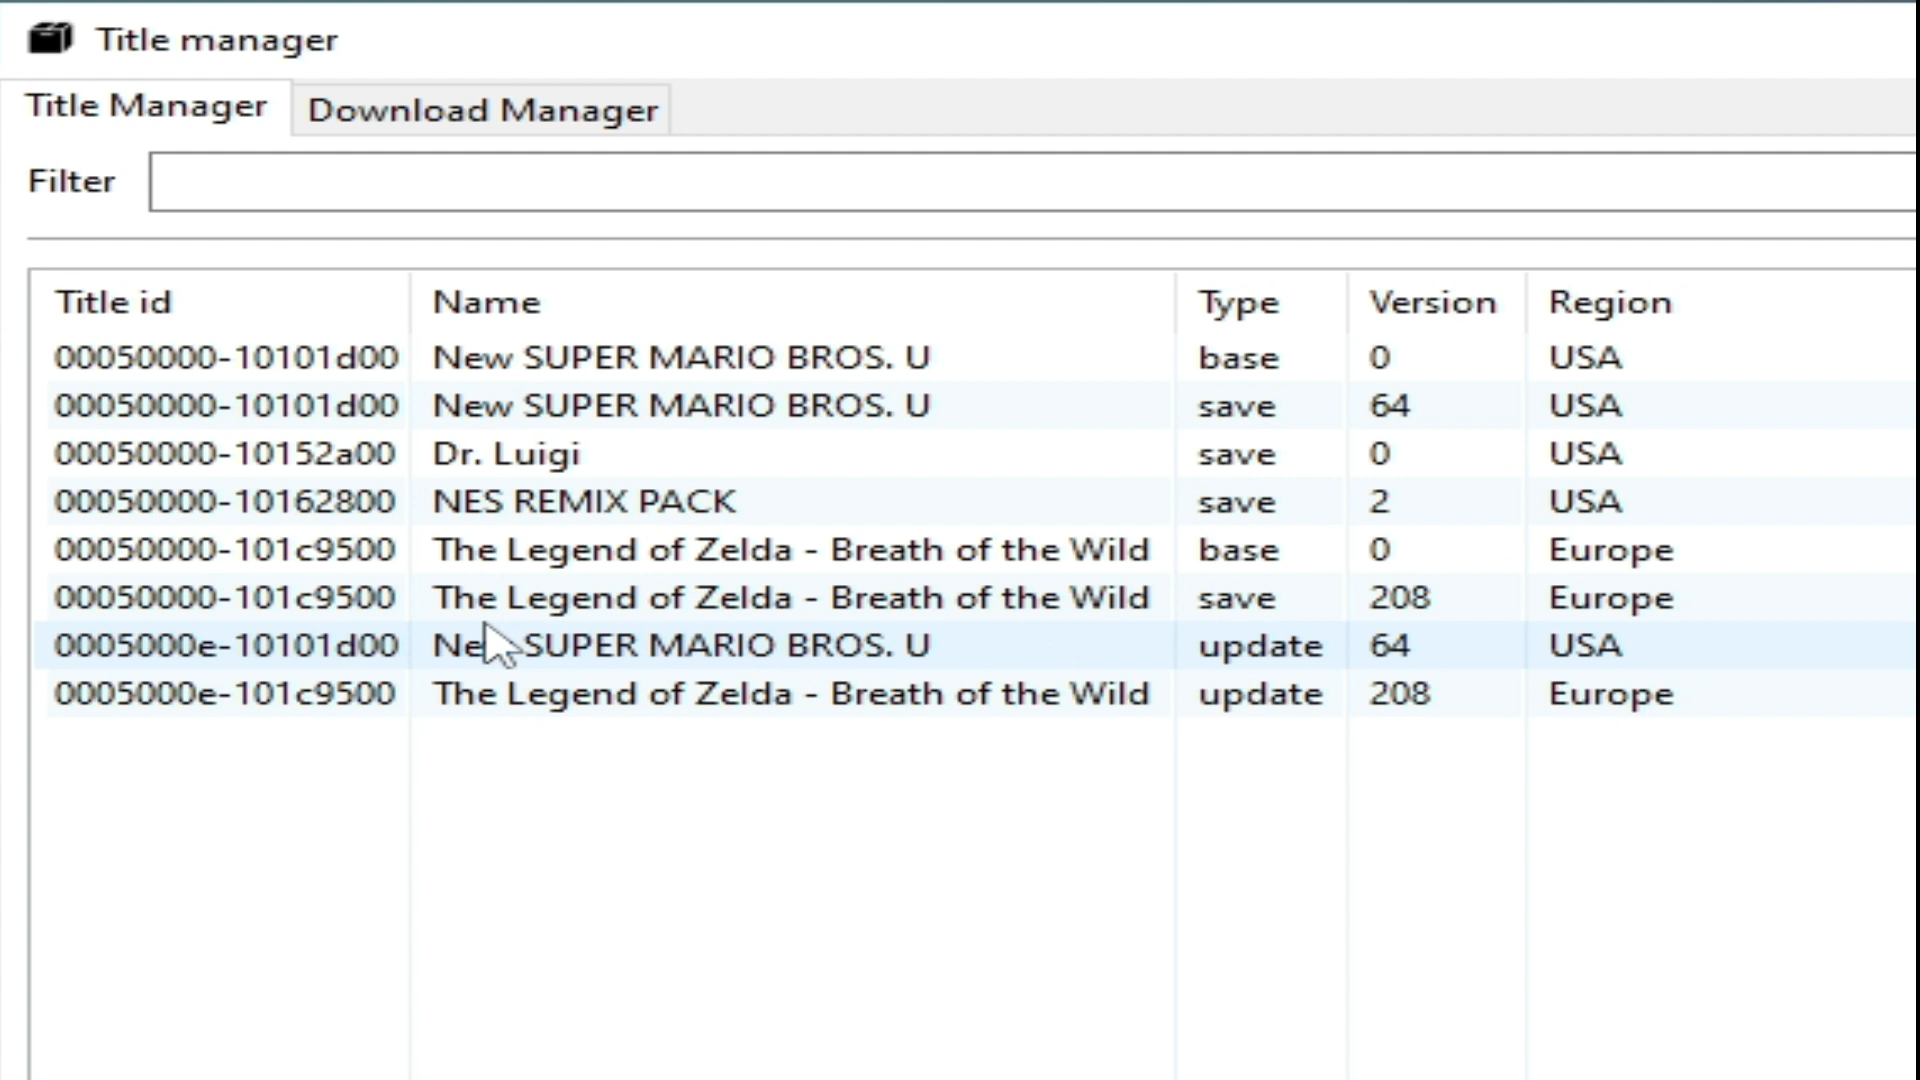 Title manager
Title Manager Download Manager
Filter
Title id Name Type Version Region
00050000-10101d00 New SUPER MARIO BROS. U base 0 USA
00050000-10101d00 New SUPER MARIO BROS. U save 64 USA
00050000-10152a00 Dr. Luigi save 0 USA
00050000-10162800 NES REMIX PACK save 2 USA
00050000-101c9500 The Legend of Zelda - Breath of the Wild base 0 Europe
00050000-101c9500 The Legend of Zelda - Breath of the Wild save 208 Europe
0005000e-10101d00 New SUPER MARIO BROS. U update 64 USA
0005000e-101c9500 The Legend of Zelda - Breath of the Wild update 208 Europe